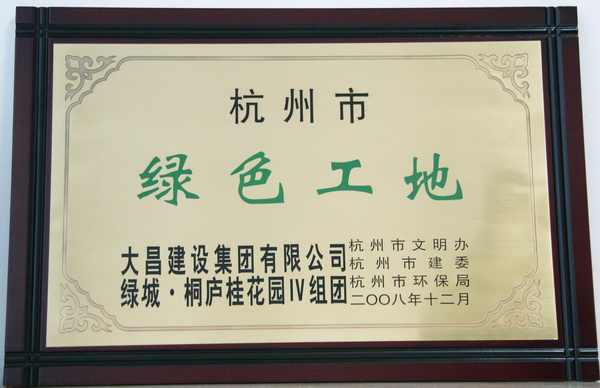 杭州市
绿色工地
大昌建设集团有限公司
绿城·桐庐桂花园IV组团
杭州市文明办
杭州市建委
杭州市环保局
二〇〇八年十二月